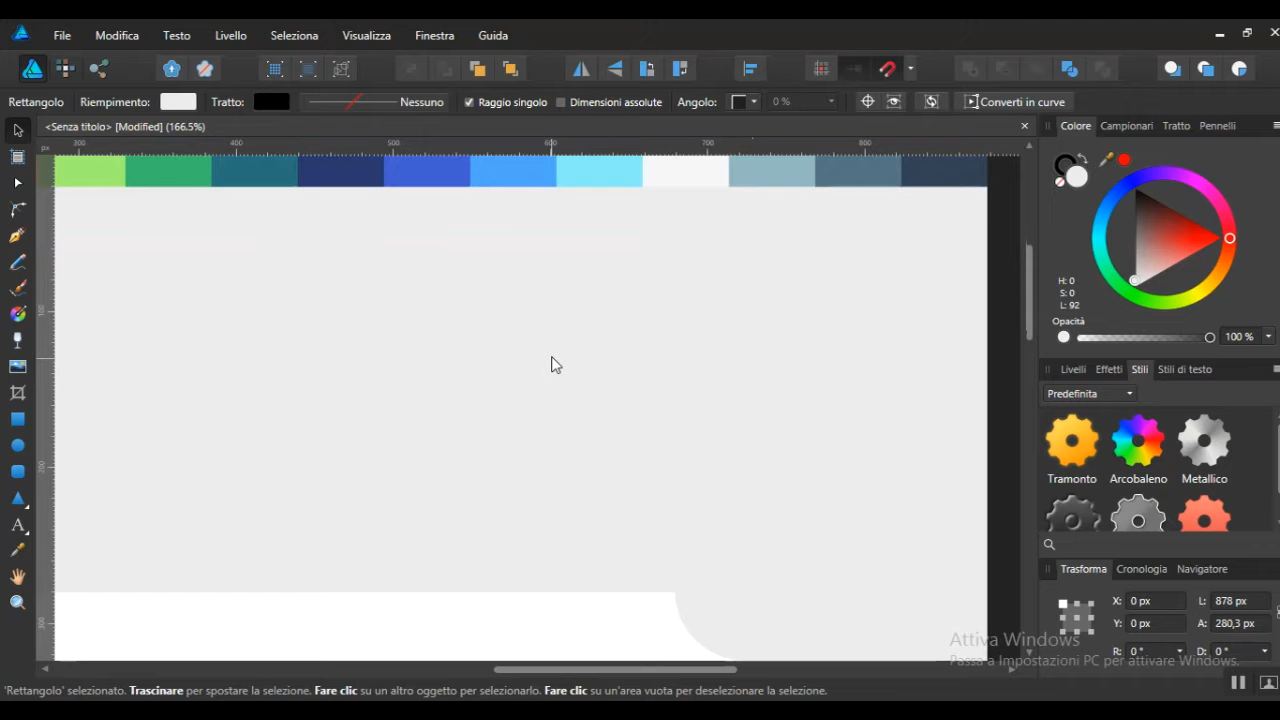 File Modifica Testo Livello Seleziona Visualizza Finestra Guida
Rettangolo Riempimento: Tratto: Nessuno Raggio singolo Dimensioni assolute Angolo: 0 % Converti in curve
<Senza titolo> [Modified] (166.5%)
Colore Campionari Tratto Pennelli
px 300 400 500 600 700 800
100
200
300
H: 0
S: 0
L: 92
Opacità
100 %
Livelli Effetti Stili Stili di testo
Predefinita
Tramonto Arcobaleno Metallico
Trasforma Cronologia Navigatore
X: 0 px L: 878 px
Y: 0 px A: 280,3 px
R: 0 ° D: 0 °
Attiva Windows
Passa a Impostazioni PC per attivare Windows.
'Rettangolo' selezionato. Trascinare per spostare la selezione. Fare clic su un altro oggetto per selezionarlo. Fare clic su un'area vuota per deselezionare la selezione.